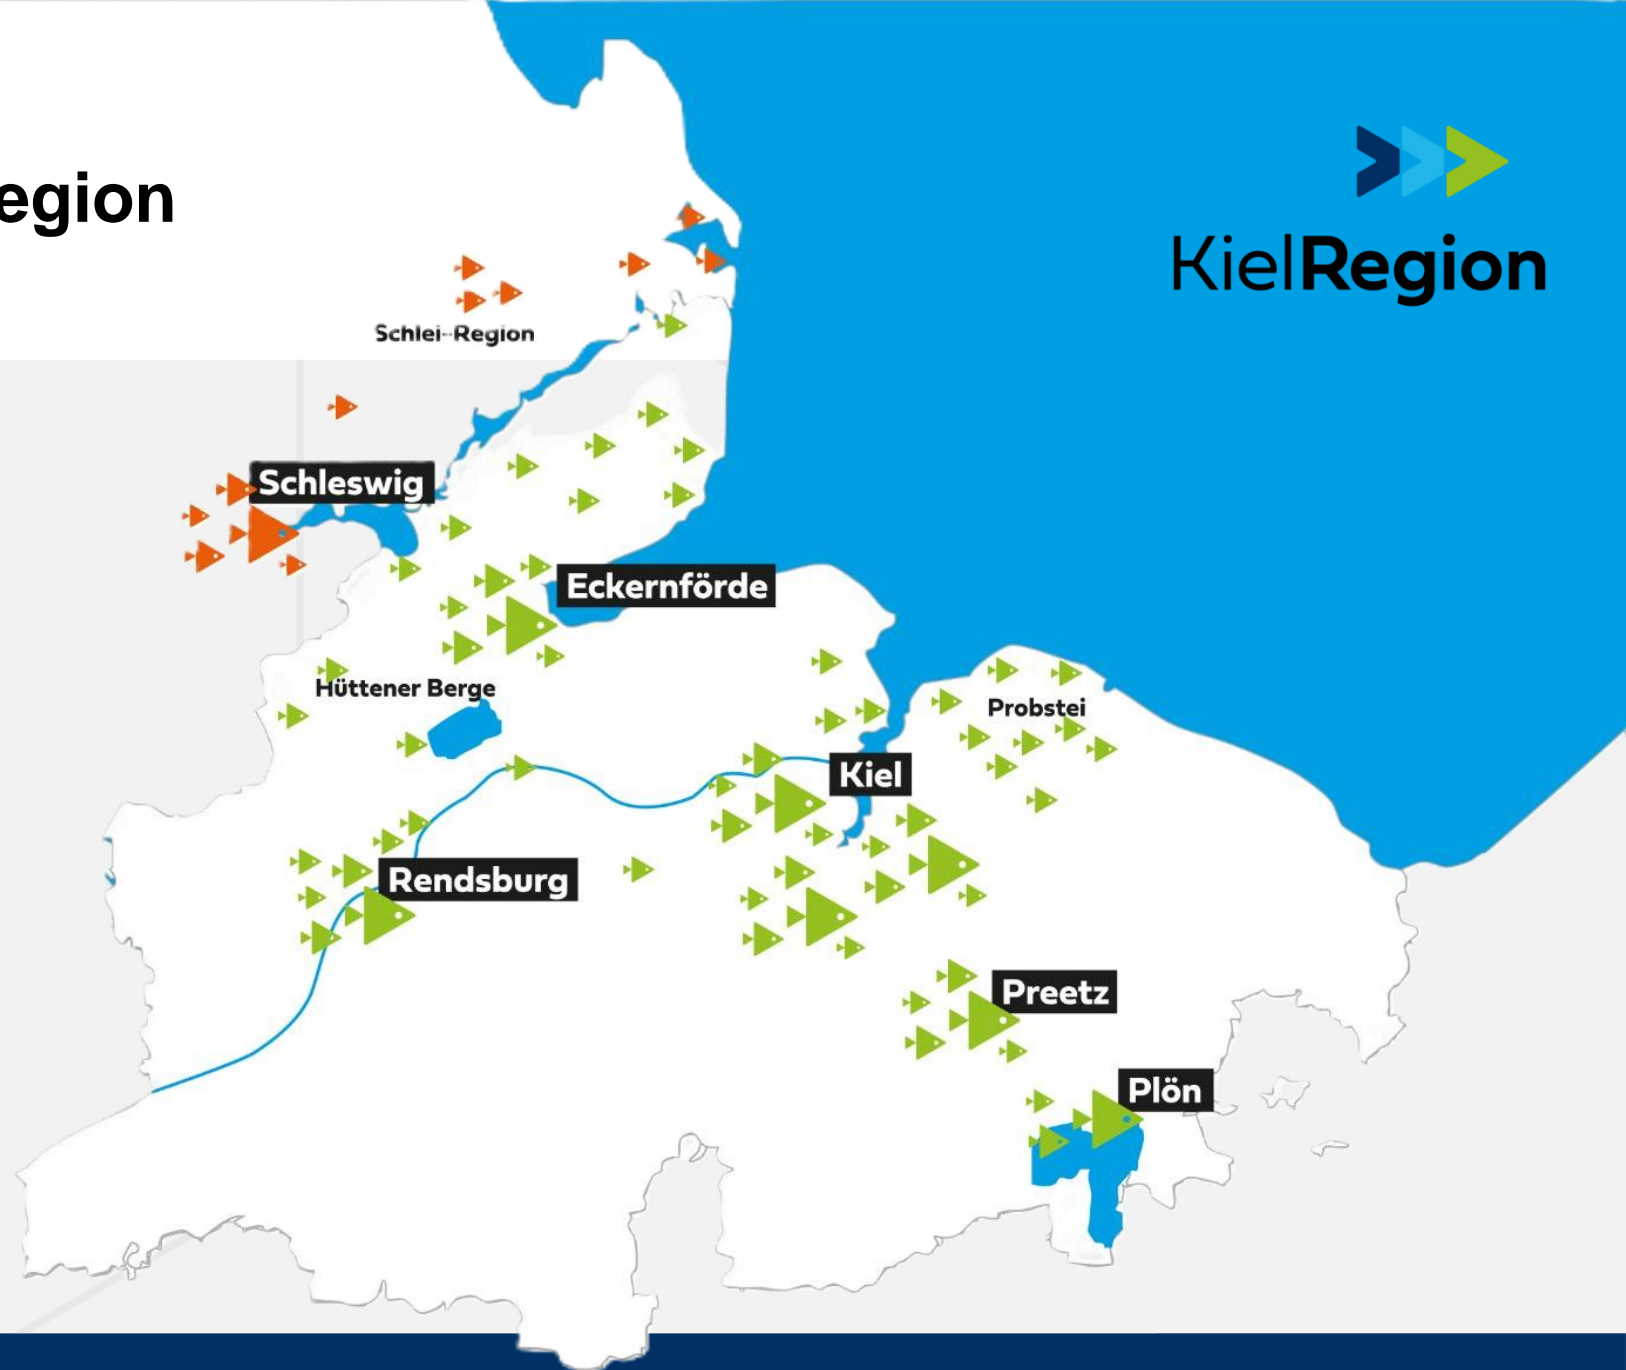 egion
KielRegion
Schlei-Region
Schleswig
Eckernförde
Hüttener Berge
Probstei
Kiel
Rendsburg
Preetz
Plön